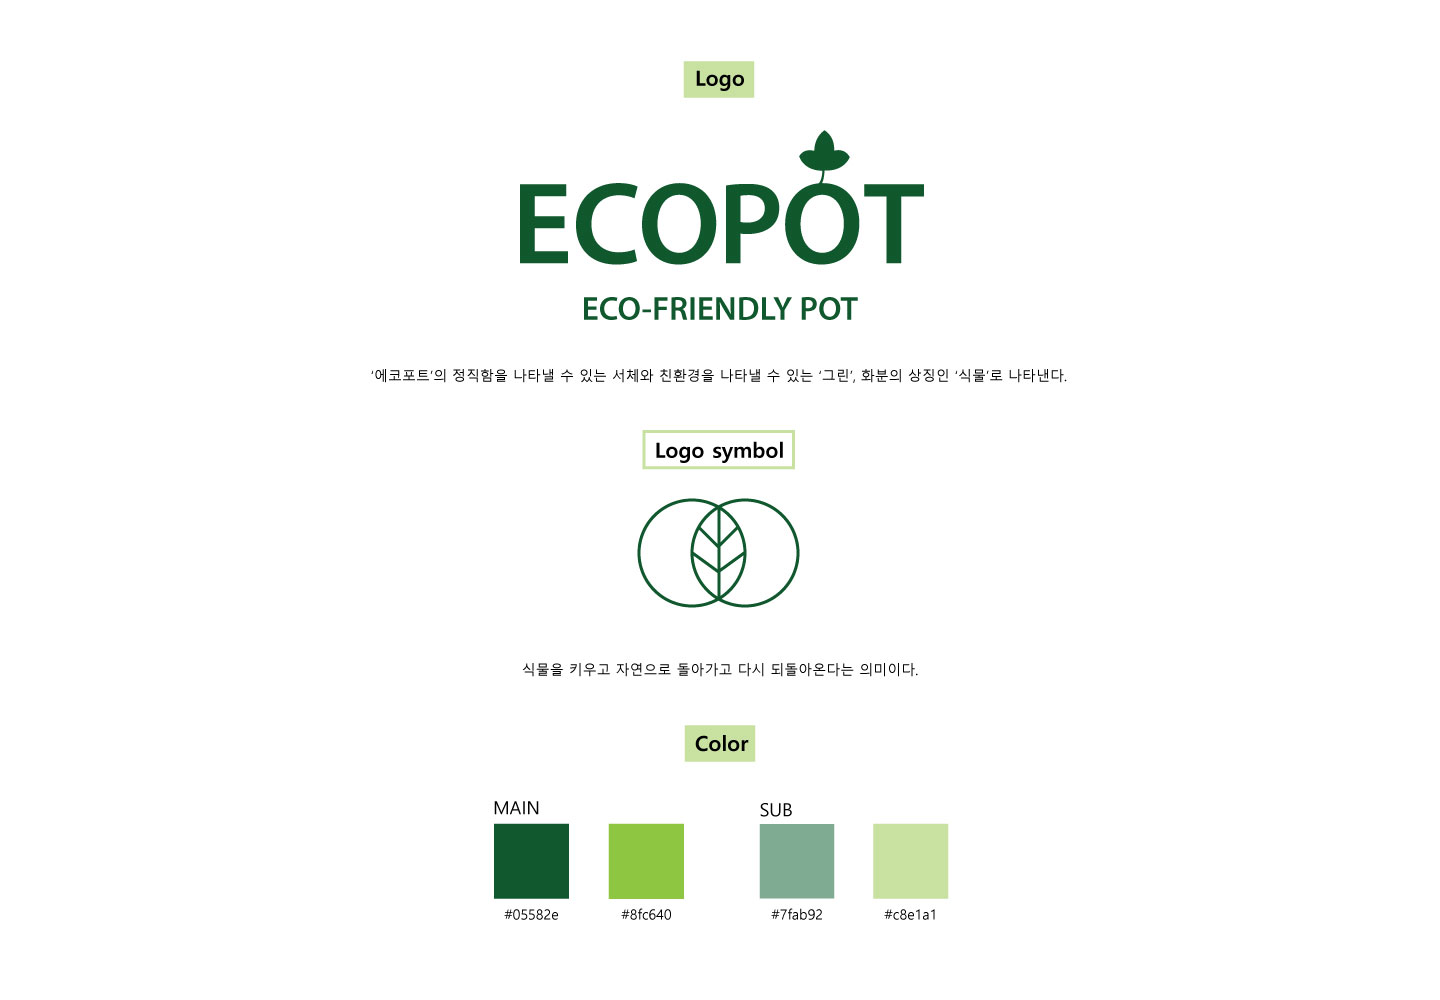 Logo
ECOPOT
ECO-FRIENDLY POT
‘에코포트’의 정직함을 나타낼 수 있는 서체와 친환경을 나타낼 수 있는 ‘그린’, 화분의 상징인 ‘식물’로 나타낸다.
Logo symbol
식물을 키우고 자연으로 돌아가고 다시 되돌아온다는 의미이다.
Color
MAIN
SUB
#05582e
#8fc640
#7fab92
#c8e1a1